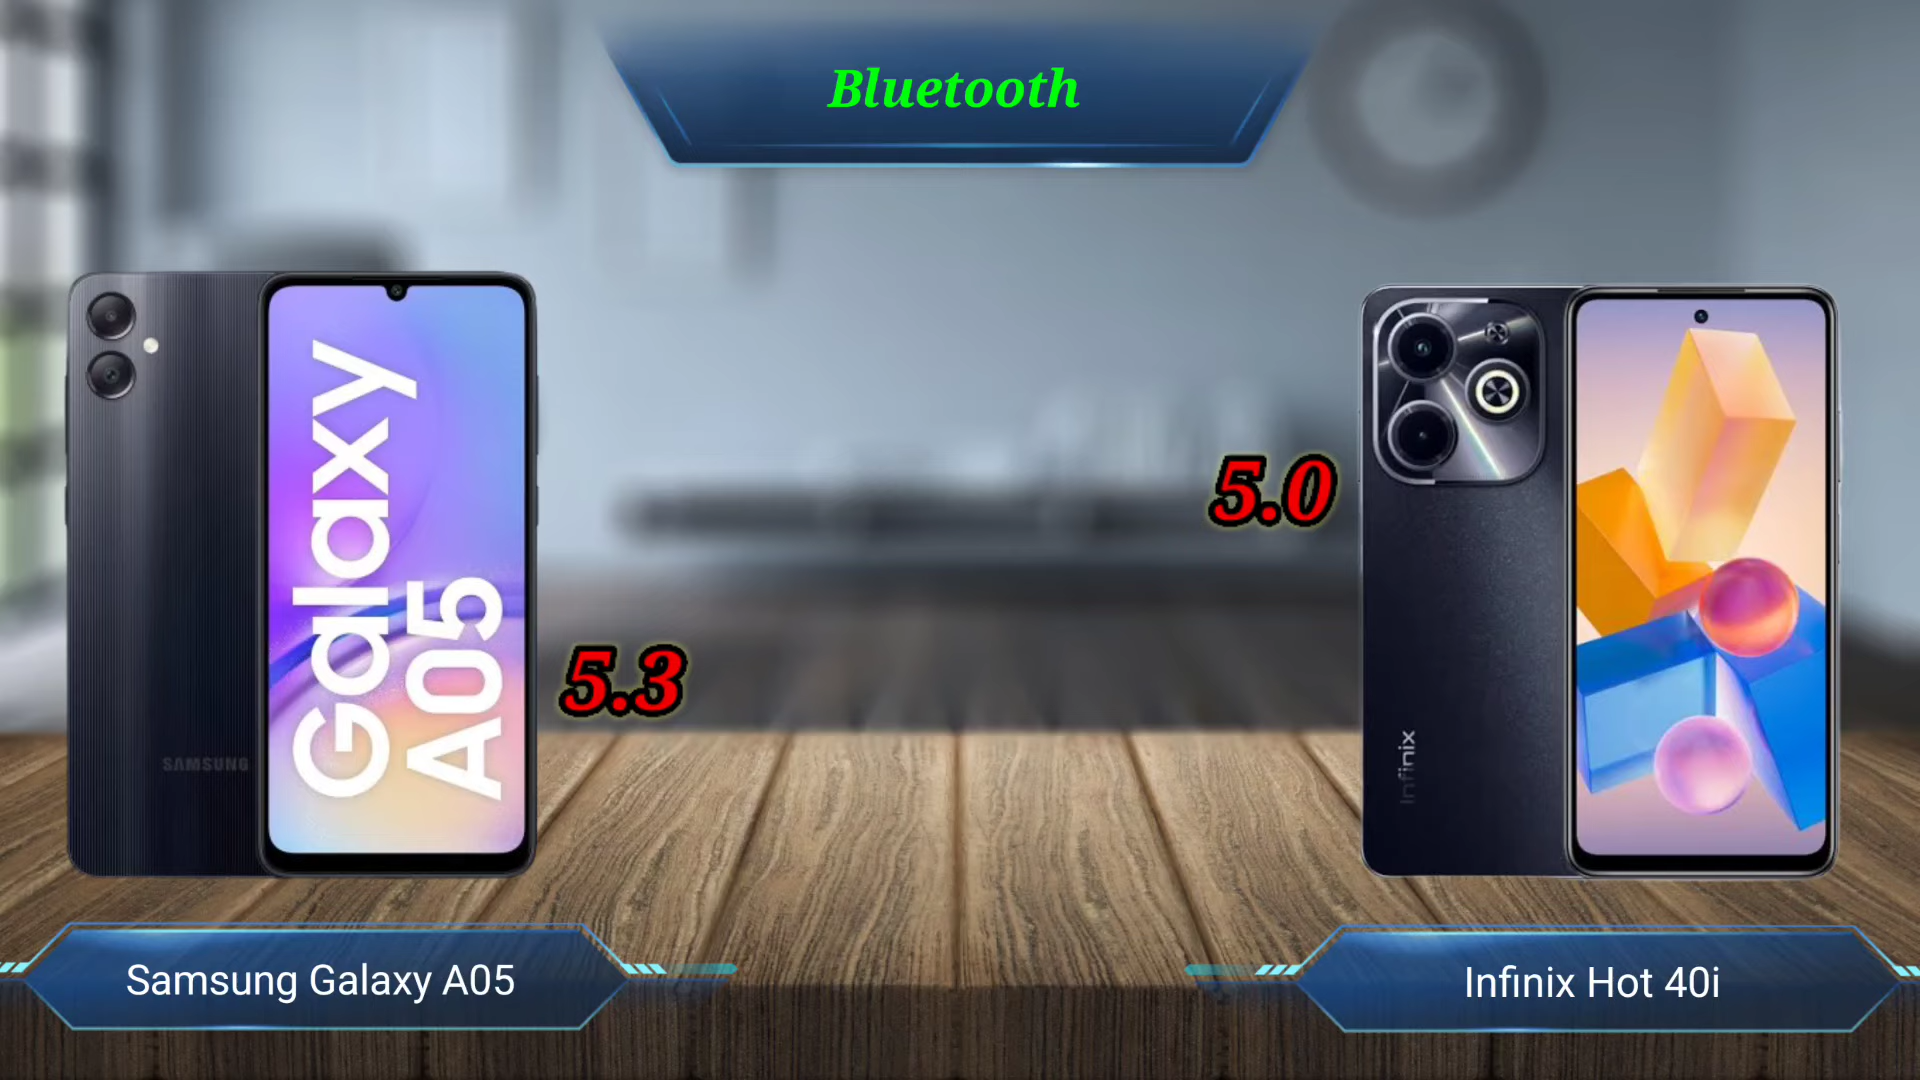 Bluetooth
Galaxy
A05
SAMSUNG
5.3
5.0
Infinix
Samsung Galaxy A05
Infinix Hot 40i